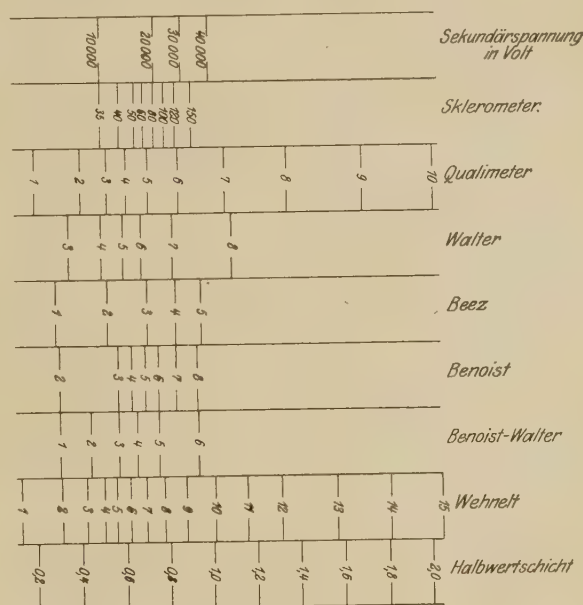 10000 20000 30000 40000
Sekundärspannung
in Volt
35 40 50 60 80 100 120 150
Sklerometer.
1 2 3 4 5 6 7 8 9 10
Qualimeter
3 4 5 6 7 8
Walter
1 2 3 4 5
Beez
2 3 4 5 6 7 8
Benoist
1 2 3 4 5 6
Benoist-Walter
1 2 3 4 5 6 7 8 9 10 11 12 13 14 15
Wehnelt
0,2 0,4 0,6 0,8 1,0 1,2 1,4 1,6 1,8 2,0
Halbwertschicht